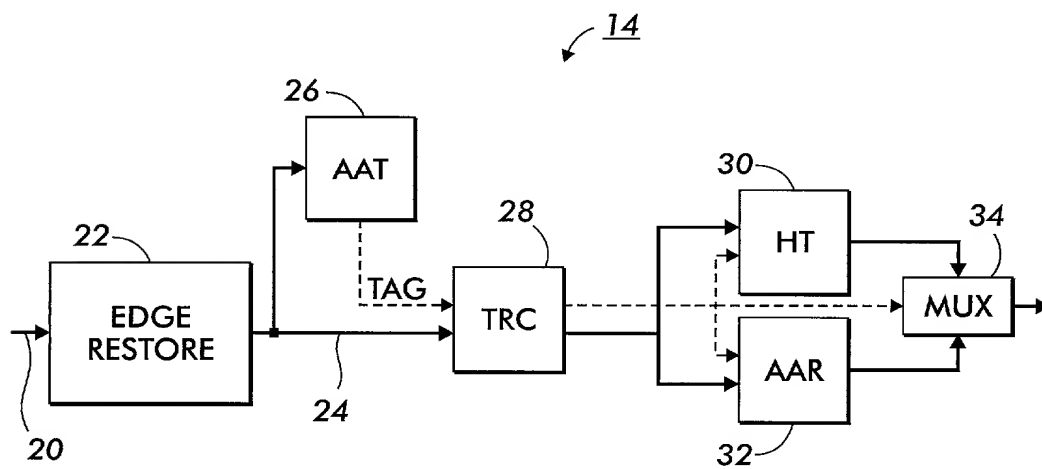 14
26
AAT
30
HT
28
34
22
TAG
MUX
EDGE
RESTORE
TRC
AAR
24
20
32